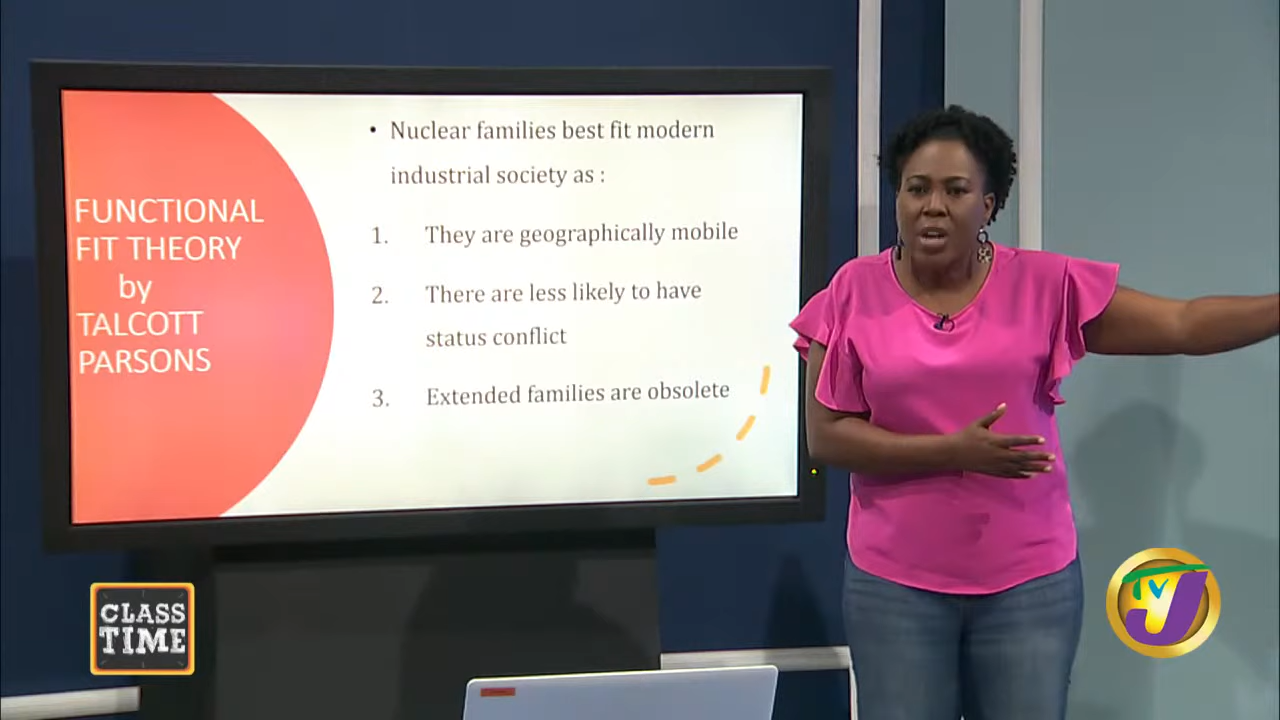 FUNCTIONAL
FIT THEORY
by
TALCOTT
PARSONS
• Nuclear families best fit modern
industrial society as :
1. They are geographically mobile
2. There are less likely to have
status conflict
3. Extended families are obsolete
CLASS
TIME
TVJ